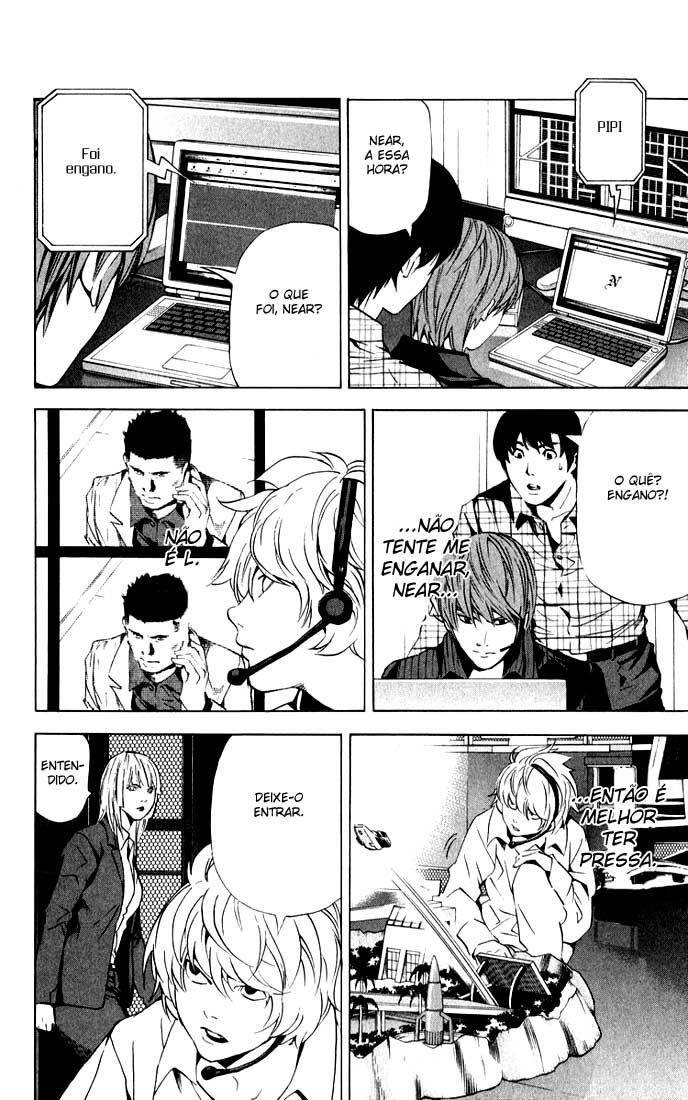 PIPI
N
NEAR,
A ESSA
HORA?
O QUE
FOI, NEAR?
Foi
engano.
O QUÊ?
ENGANO?!
...NÃO
TENTE ME
ENGANAR,
NEAR...
NÃO
É L.
...ENTÃO É
MELHOR
TER
PRESSA.
DEIXE-O
ENTRAR.
ENTEN-
DIDO.